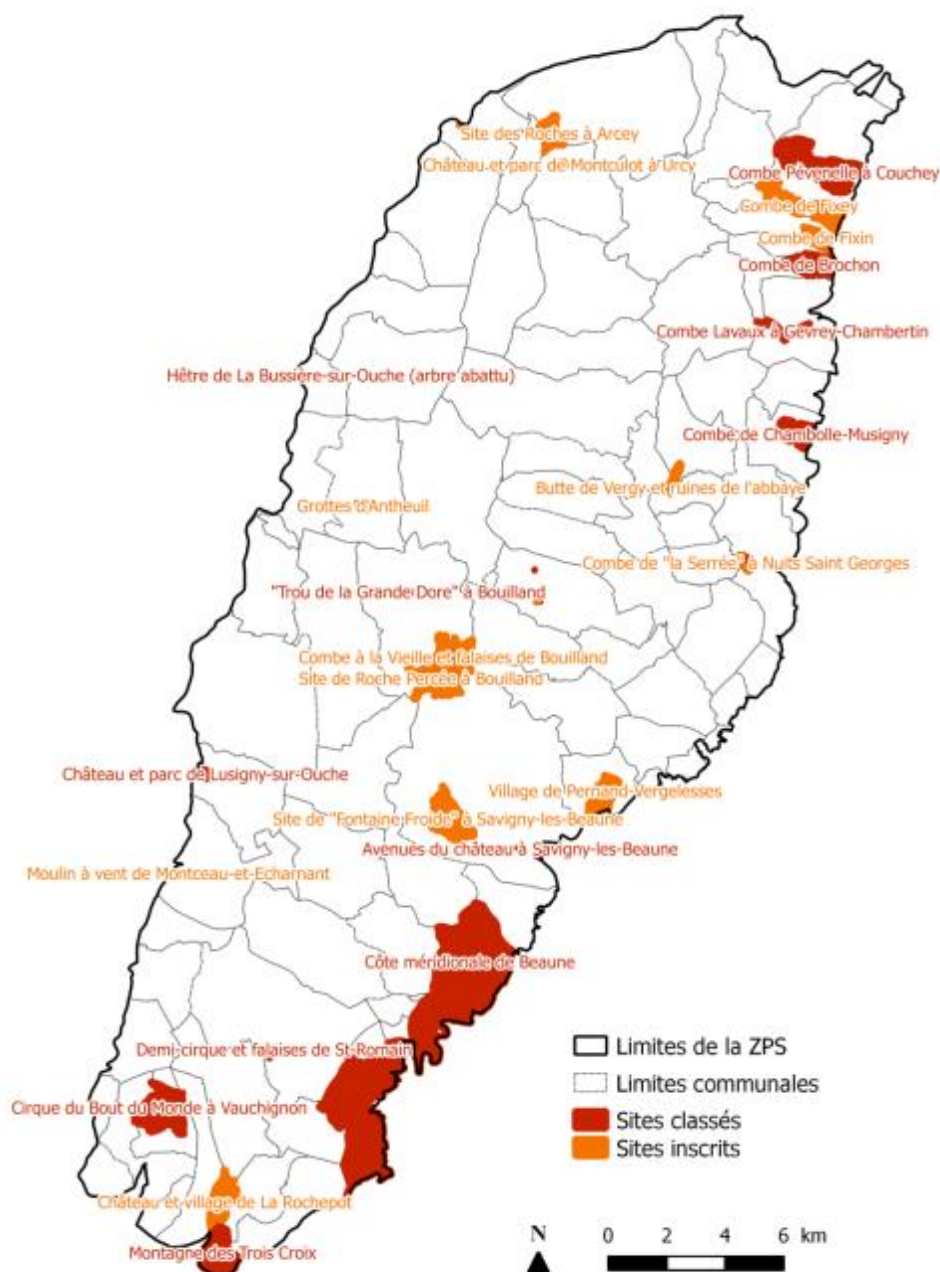 Site des Roches à Arcey
Château et parc de Montculot à Urcy
Combe Pévenelle à Couchey
Combe de Fixey
Combe de Fixin
Combe de Brochon
Combe Lavaux à Gevrey-Chambertin
Hêtre de La Bussière-sur-Ouche (arbre abattu)
Combe de Chambolle-Musigny
Butte de Vergy et ruines de l'abbaye
Grottes d'Antheuil
Combe de "la Serrée" à Nuits Saint Georges
"Trou de la Grande Dore" à Bouilland
Combe à la Vieille et falaises de Bouilland
Site de Roche Percée à Bouilland
Château et parc de Lusigny-sur-Ouche
Village de Pernand-Vergelesses
Site de "Fontaine Froide" à Savigny-les-Beaune
Avenues du château à Savigny-les-Beaune
Moulin à vent de Montceau-et-Echarnant
Côte méridionale de Beaune
Demi-cirque et falaises de St-Romain
Cirque du Bout du Monde à Vauchignon
Château et village de La Rochepot
Montagne des Trois Croix
Limites de la ZPS
Limites communales
Sites classés
Sites inscrits
N
0 2 4 6 km